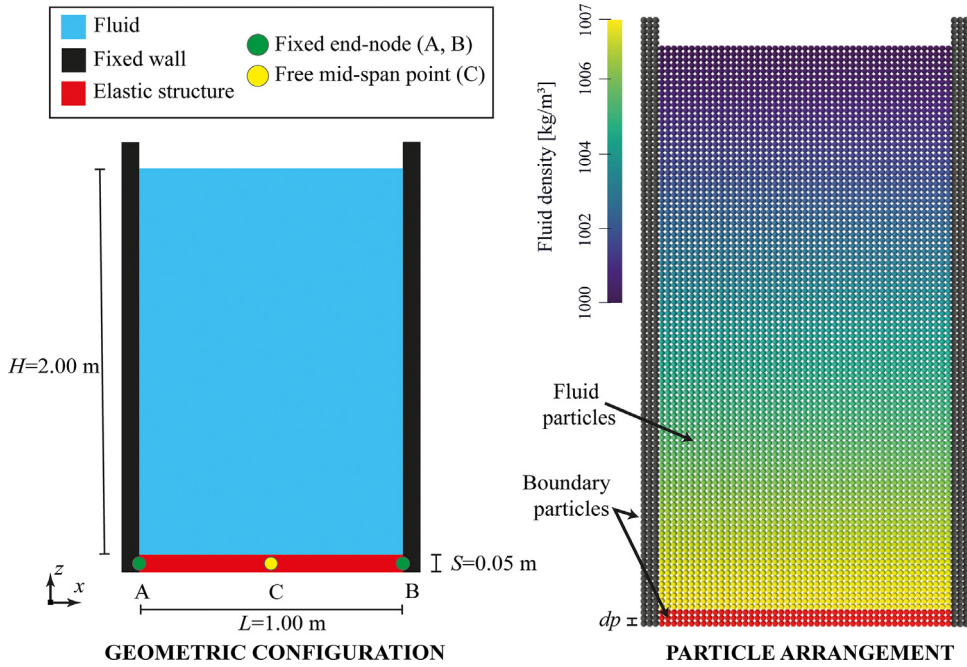 Fluid
Fixed wall
Elastic structure
Fixed end-node (A, B)
Free mid-span point (C)
H=2.00 m
S=0.05 m
z
x
A
C
B
L=1.00 m
GEOMETRIC CONFIGURATION
Fluid density [kg/m³]
1007
1006
1004
1002
1000
Fluid
particles
Boundary
particles
dp
PARTICLE ARRANGEMENT